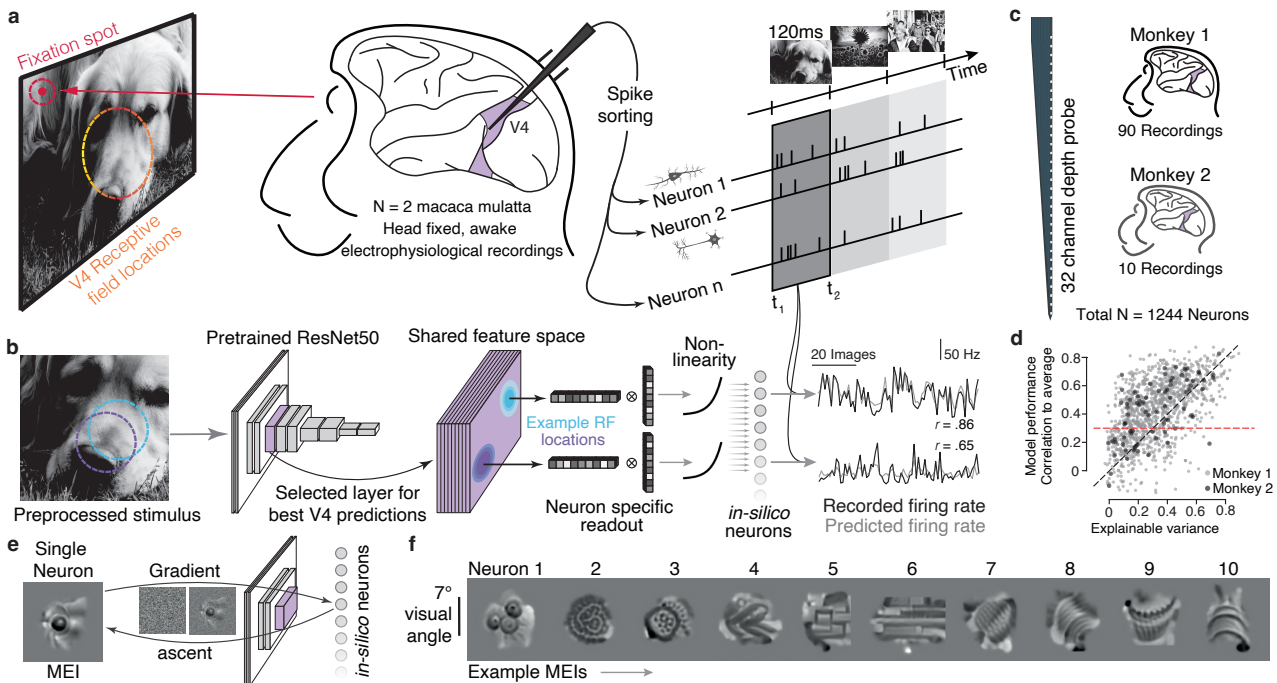 a
Fixation spot
V4 Receptive
field locations
V4
N = 2 macaca mulatta
Head fixed, awake
electrophysiological recordings
Spike
sorting
Neuron 1
Neuron 2
Neuron n
120ms
Time
t1
t2
c
32 channel depth probe
Monkey 1
90 Recordings
Monkey 2
10 Recordings
Total N = 1244 Neurons
b
Preprocessed stimulus
Pretrained ResNet50
Selected layer for
best V4 predictions
Shared feature space
Example RF
locations
Neuron specific
readout
Non-
linearity
in-silico
neurons
20 Images
50 Hz
r = .86
r = .65
Recorded firing rate
Predicted firing rate
d
Model performance
Correlation to average
0.8
0.6
0.4
0.2
0
0 0.2 0.4 0.6 0.8
Explainable variance
Monkey 1
Monkey 2
e
Single
Neuron
MEI
Gradient
ascent
in-silico neurons
f
Neuron 1 2 3 4 5 6 7 8 9 10
7°
visual
angle
Example MEIs